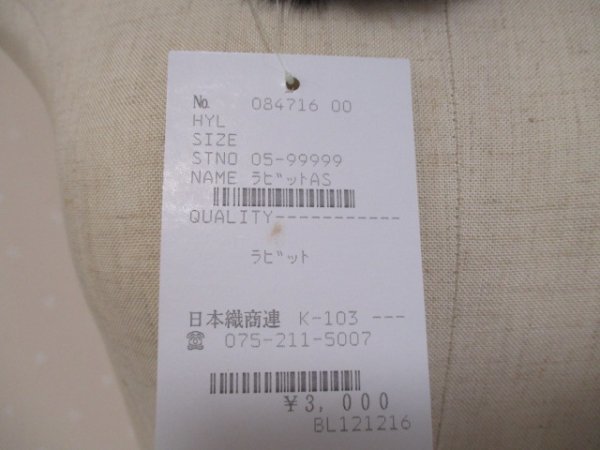 № 084716 00
HYL
SIZE
STNO 05-99999
NAME ラビットAS
QUALITY-----------
ラビット
日本織商連 K-103 ---
☎ 075-211-5007
¥3,000
BL121216